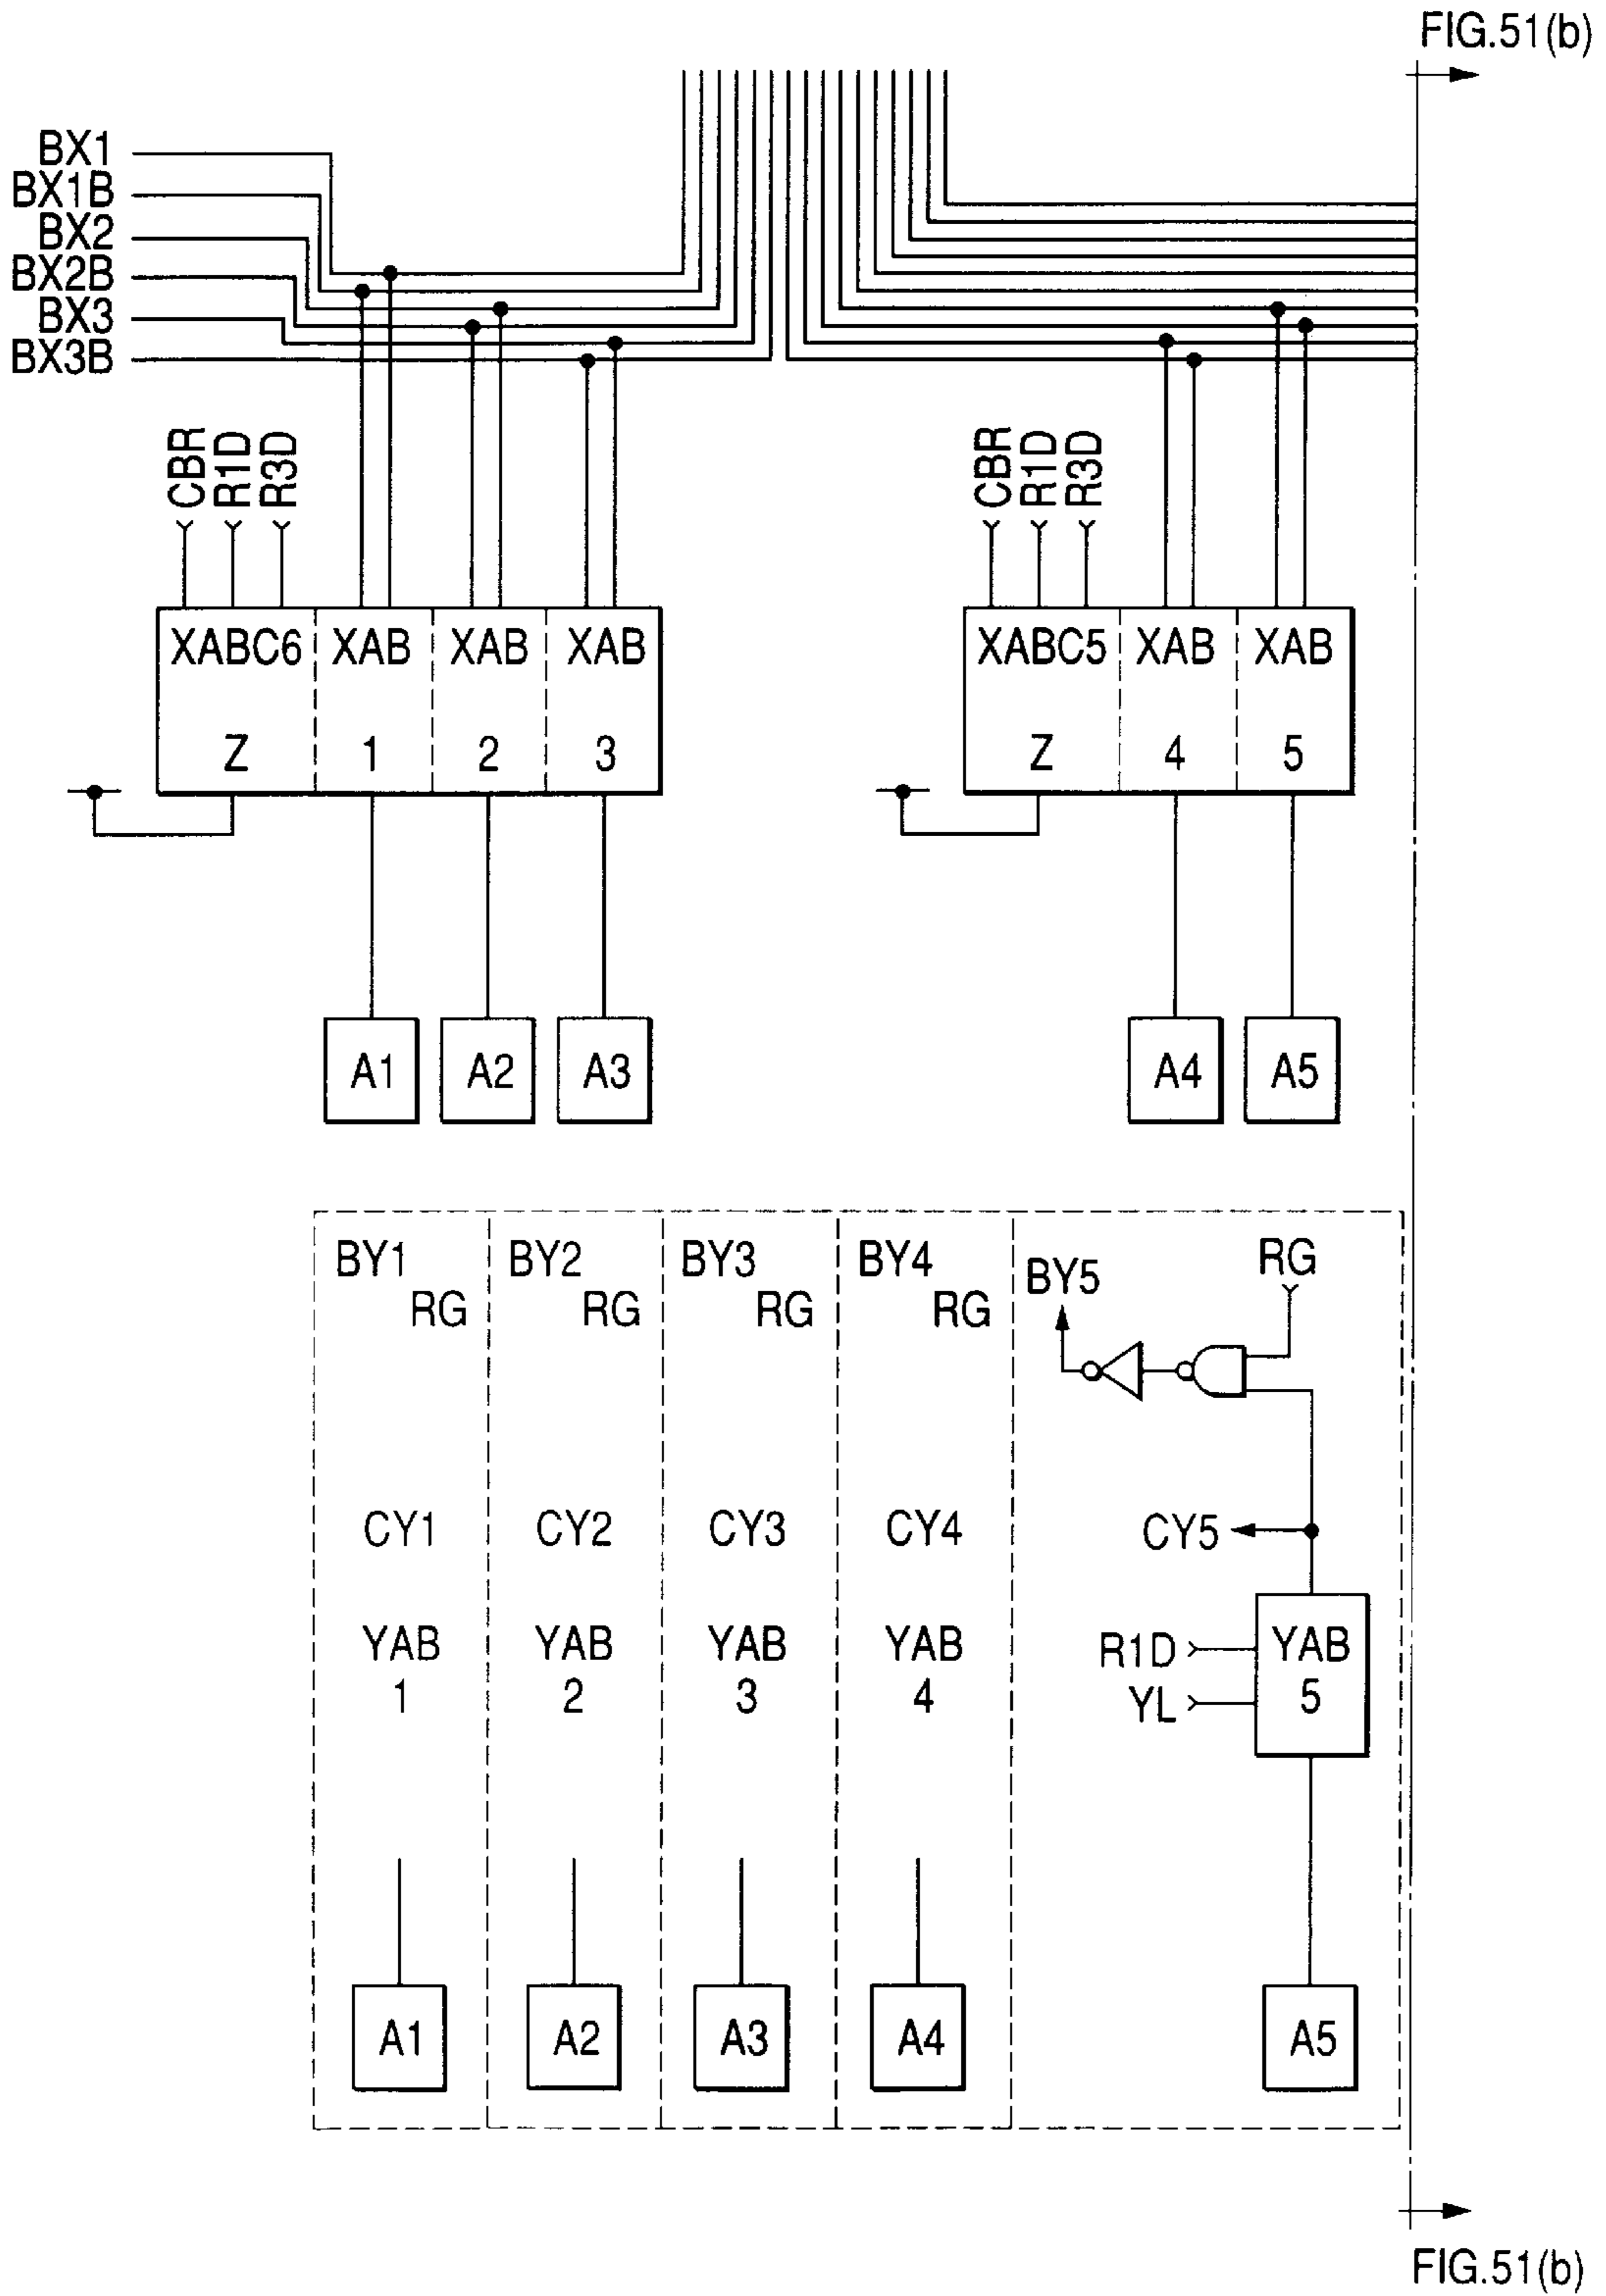 FIG.51(b)
BX1
BX1B
BX2
BX2B
BX3
BX3B
CBR R1D R3D CBR R1D R3D
XABC6 XAB XAB XAB XABC5 XAB XAB
Z 1 2 3 Z 4 5
A1 A2 A3 A4 A5
BY1 BY2 BY3 BY4 BY5 RG
RG RG RG RG
CY1 CY2 CY3 CY4 CY5
YAB YAB YAB YAB R1D YAB
1 2 3 4 YL 5
A1 A2 A3 A4 A5
FIG.51(b)